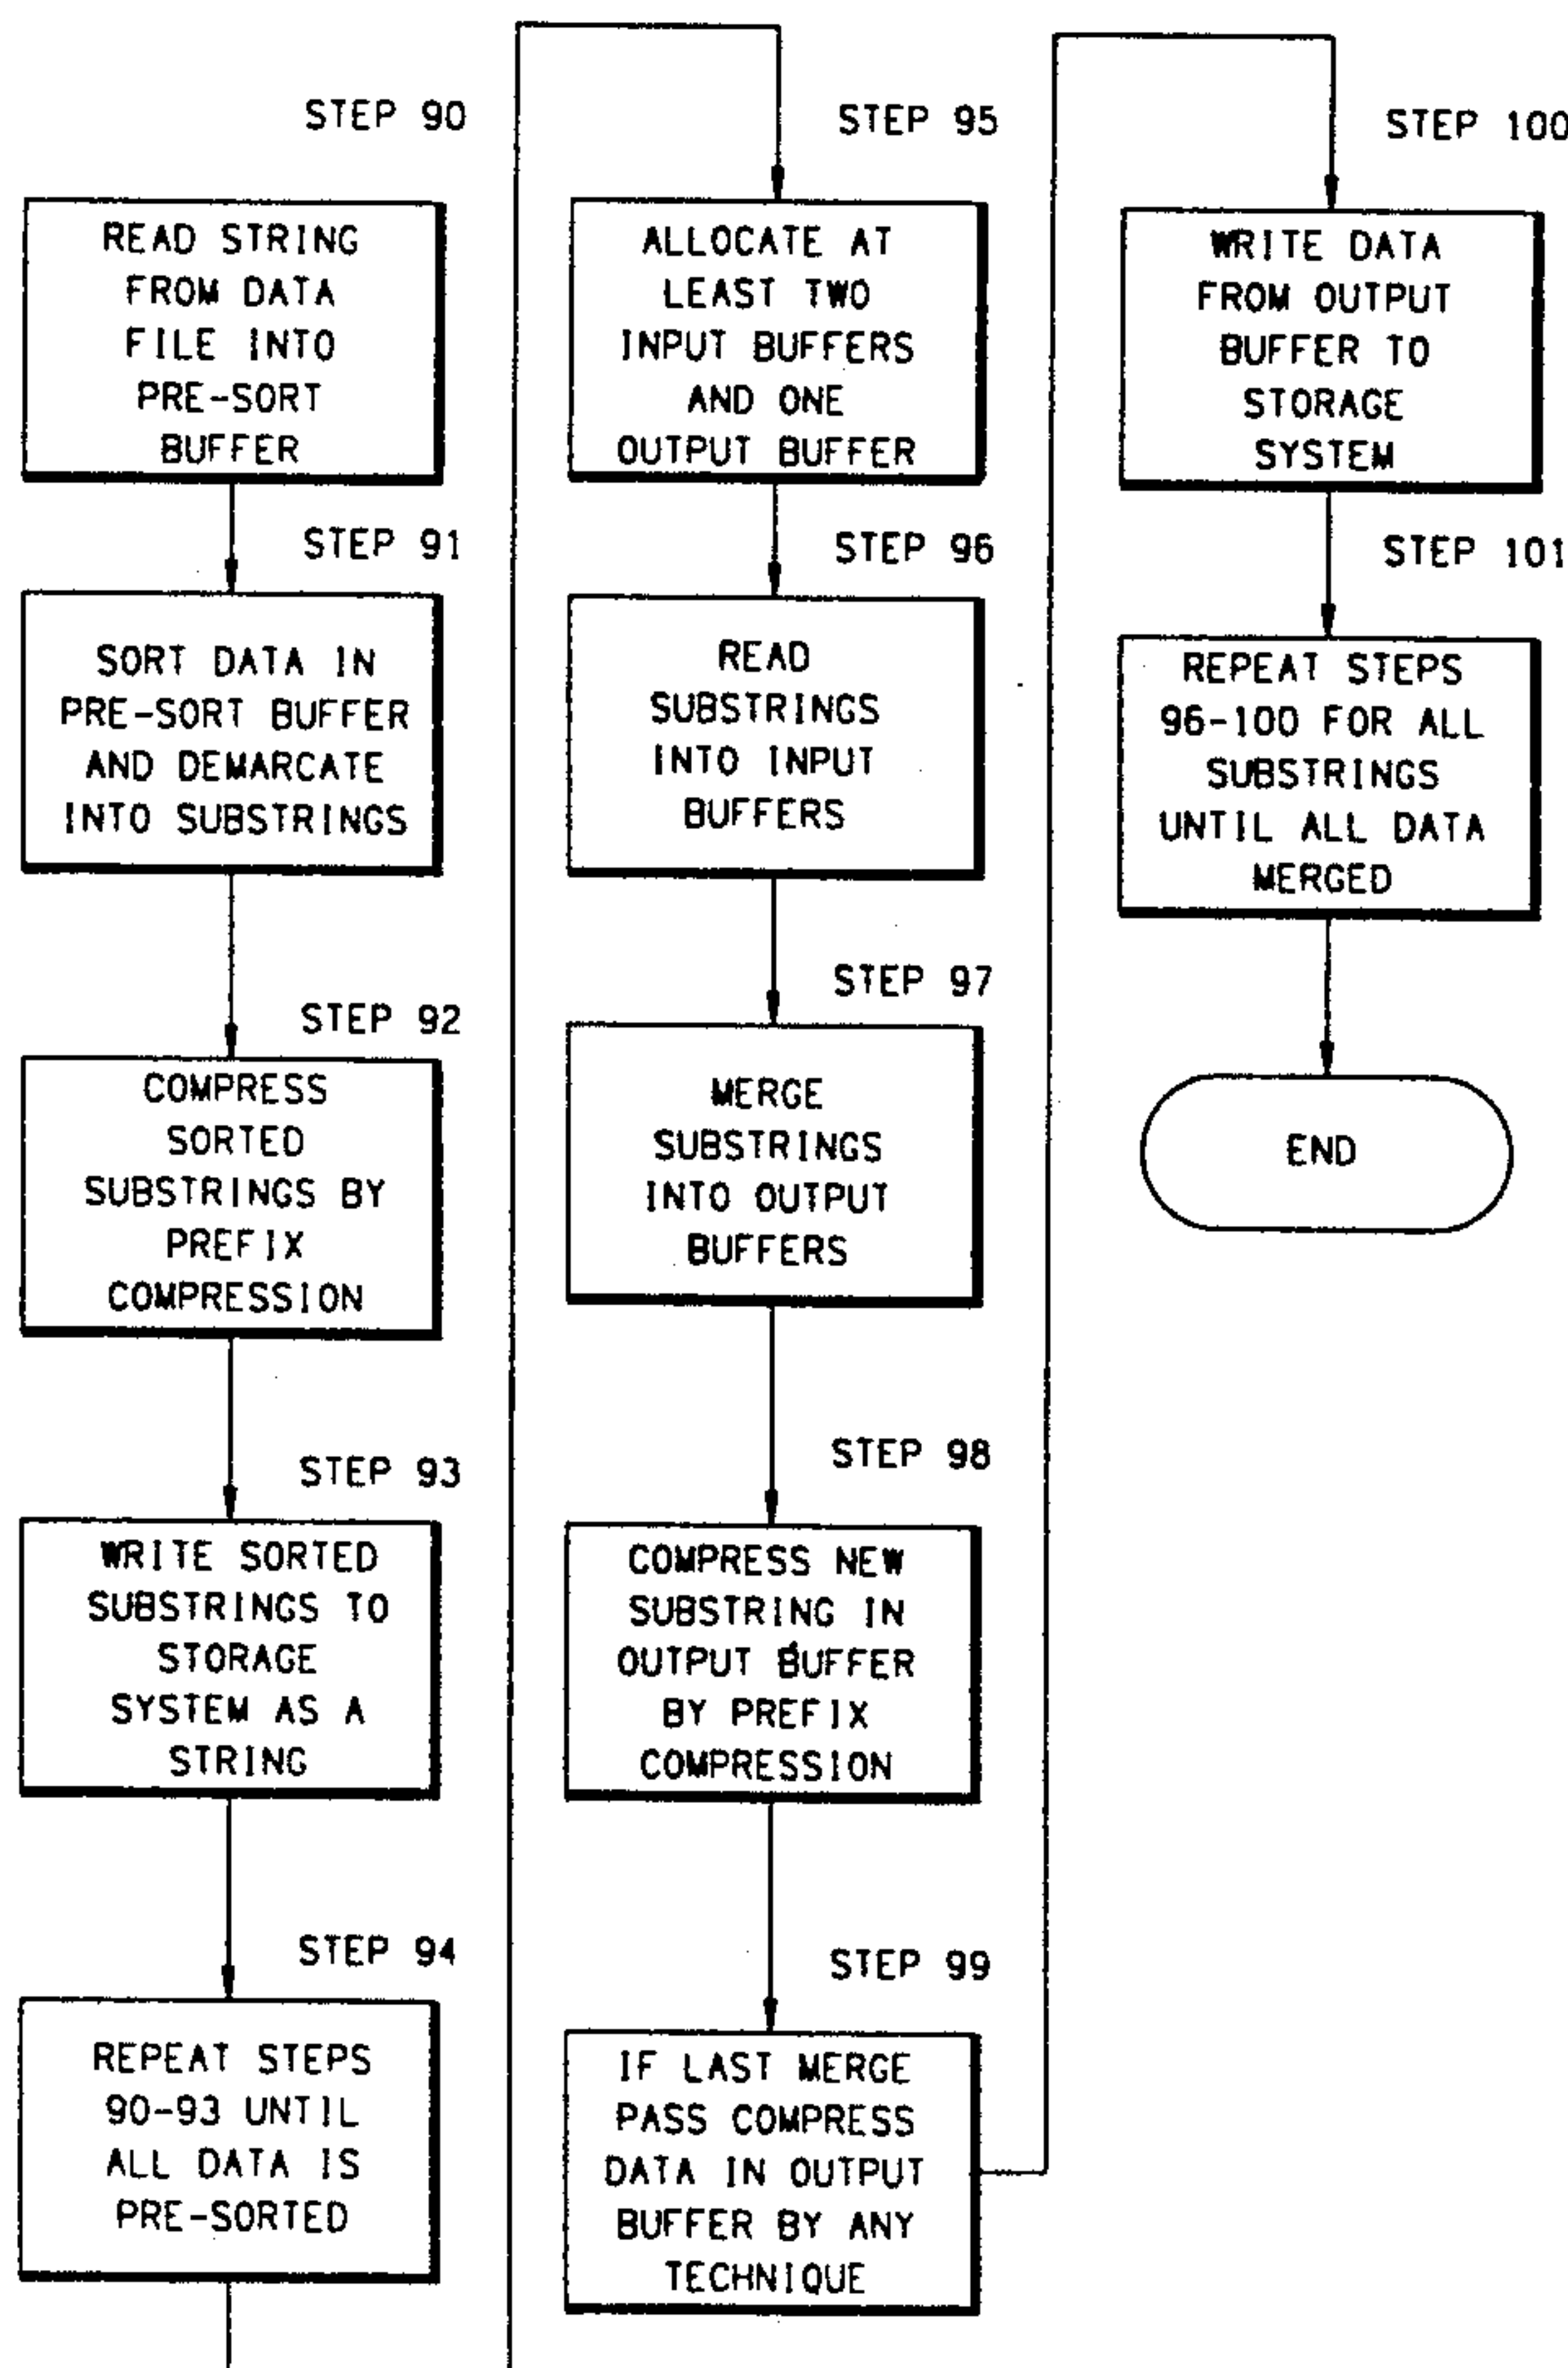 STEP 90
READ STRING
FROM DATA
FILE INTO
PRE-SORT
BUFFER
STEP 91
SORT DATA IN
PRE-SORT BUFFER
AND DEMARCATE
INTO SUBSTRINGS
STEP 92
COMPRESS
SORTED
SUBSTRINGS BY
PREFIX
COMPRESSION
STEP 93
WRITE SORTED
SUBSTRINGS TO
STORAGE
SYSTEM AS A
STRING
STEP 94
REPEAT STEPS
90-93 UNTIL
ALL DATA IS
PRE-SORTED
STEP 95
ALLOCATE AT
LEAST TWO
INPUT BUFFERS
AND ONE
OUTPUT BUFFER
STEP 96
READ
SUBSTRINGS
INTO INPUT
BUFFERS
STEP 97
MERGE
SUBSTRINGS
INTO OUTPUT
BUFFERS
STEP 98
COMPRESS NEW
SUBSTRING IN
OUTPUT BUFFER
BY PREFIX
COMPRESSION
STEP 99
IF LAST MERGE
PASS COMPRESS
DATA IN OUTPUT
BUFFER BY ANY
TECHNIQUE
STEP 100
WRITE DATA
FROM OUTPUT
BUFFER TO
STORAGE
SYSTEM
STEP 101
REPEAT STEPS
96-100 FOR ALL
SUBSTRINGS
UNTIL ALL DATA
MERGED
END